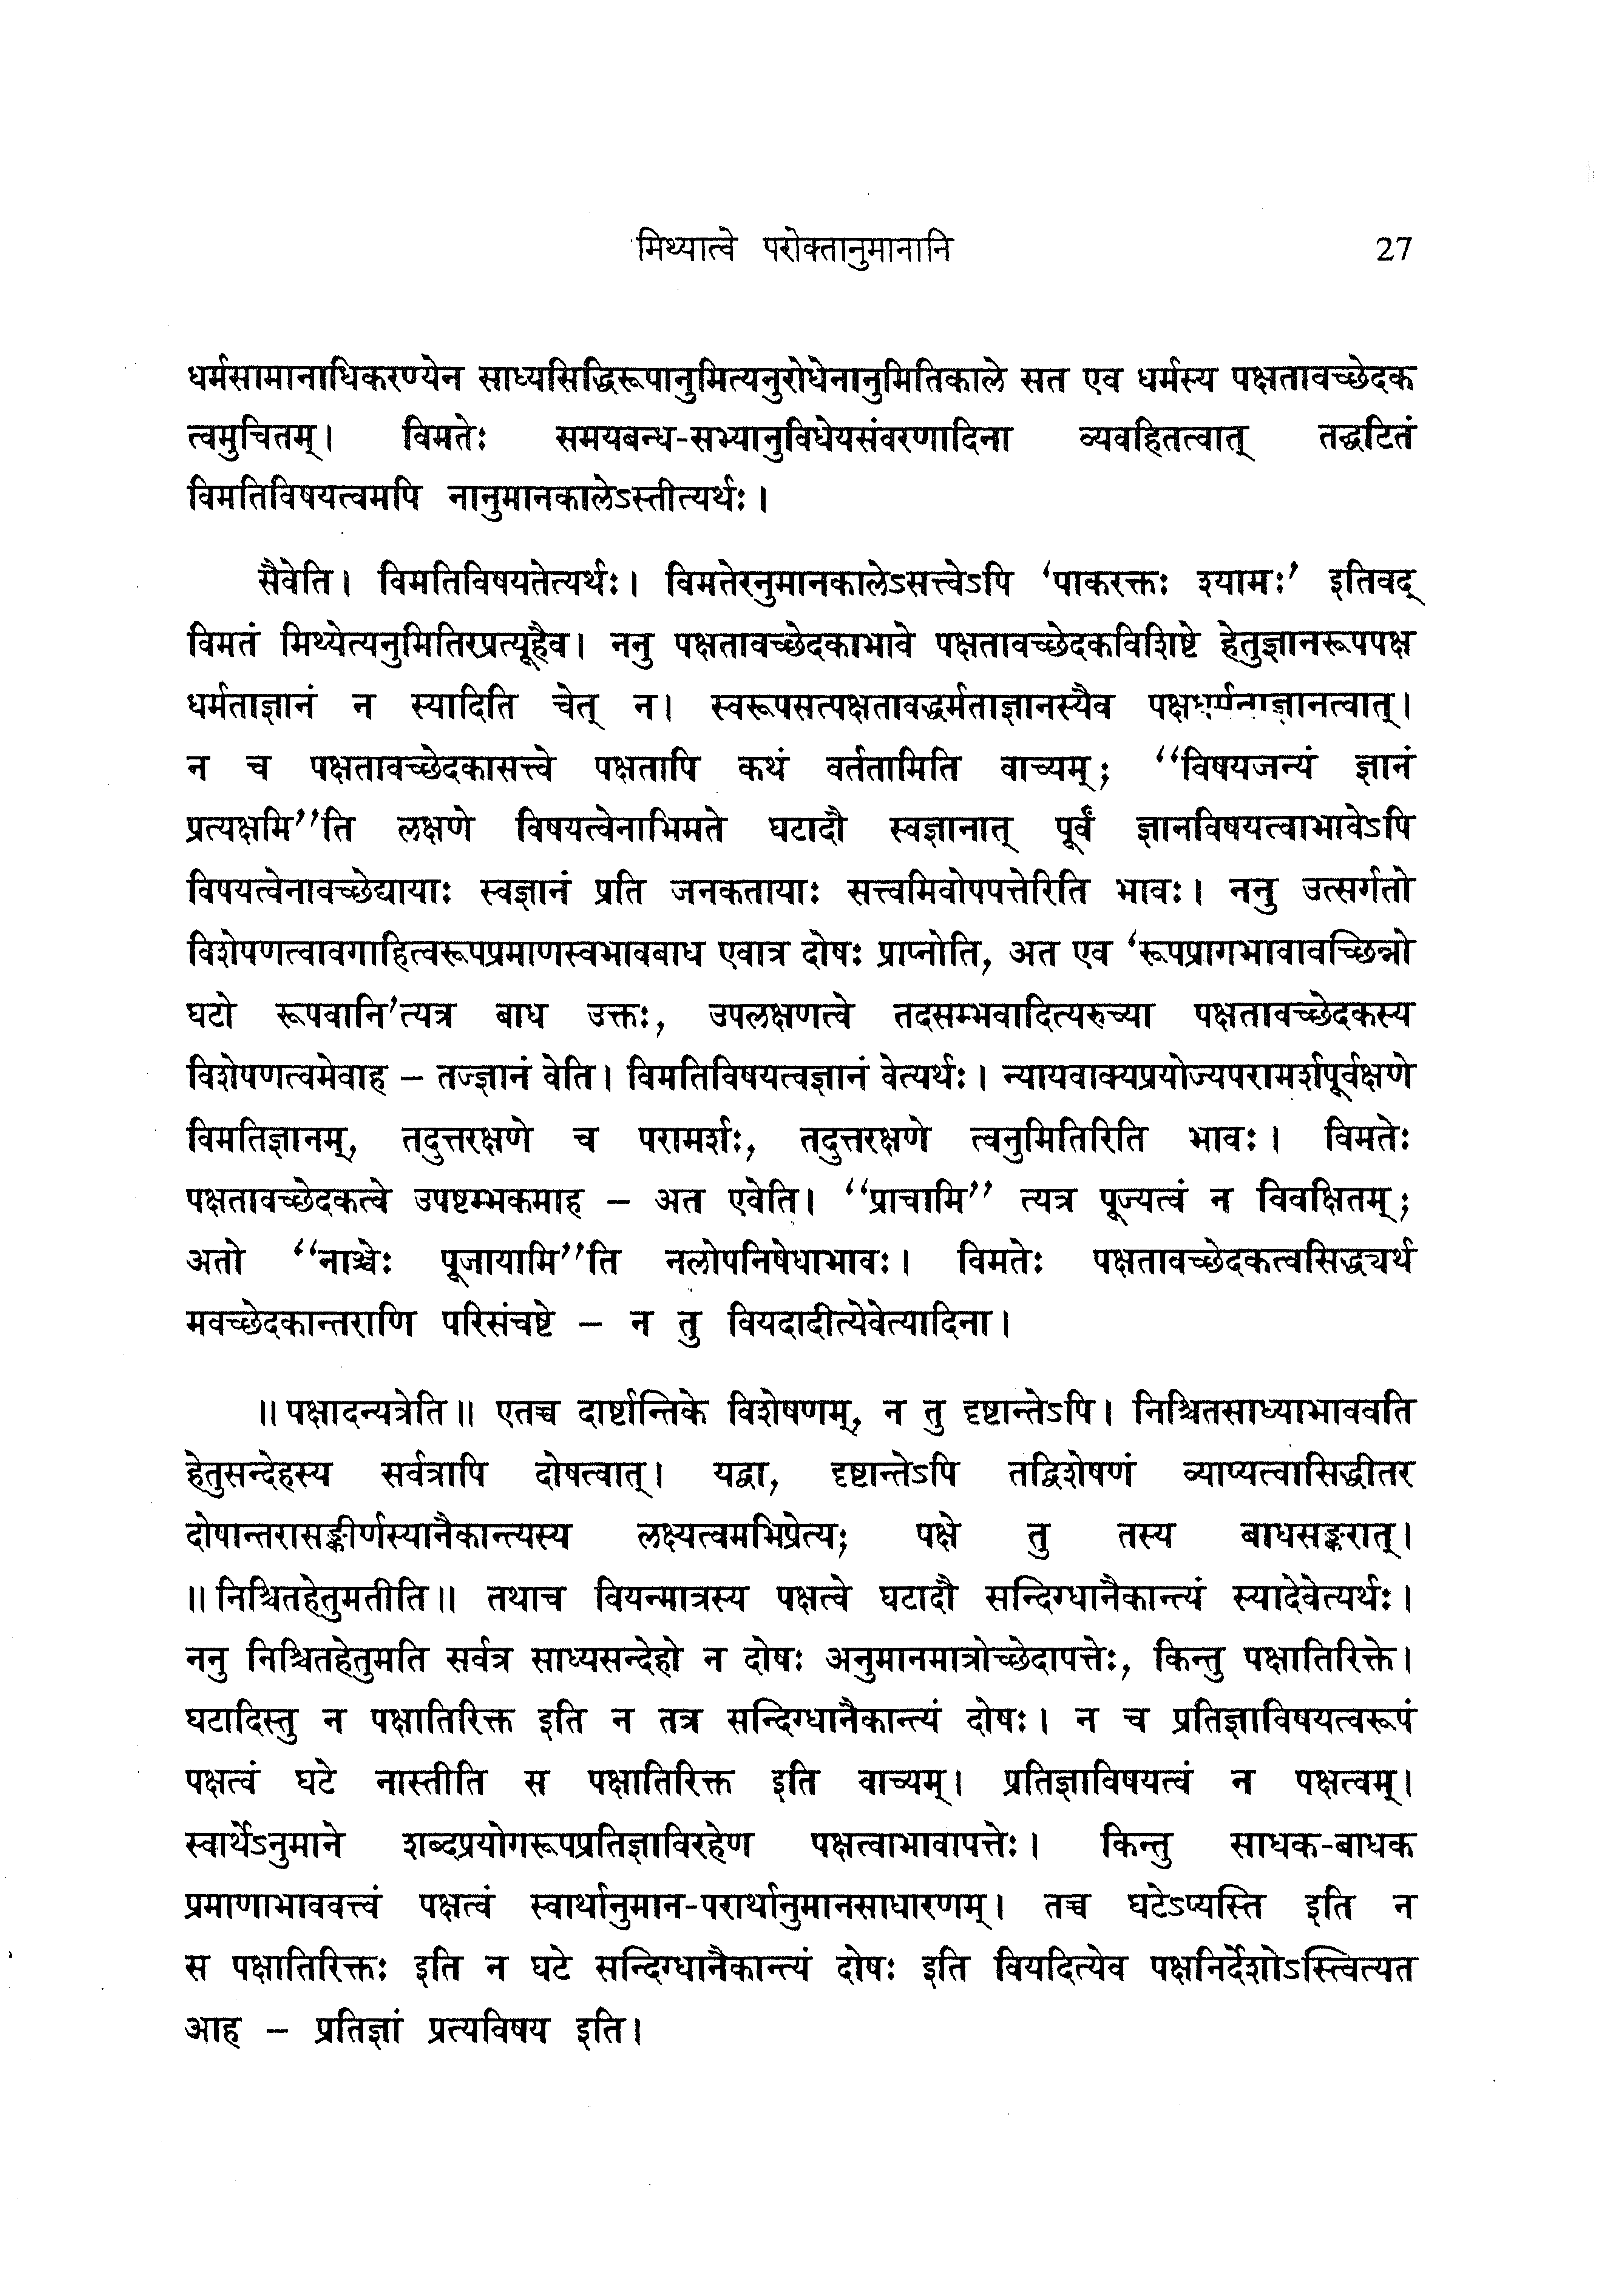 मिथ्यात्वे परोक्तानुमानानि 27
धर्मसामानाधिकरण्येन साध्यसिद्धिरूपानुमित्यनुरोधेनानुमितिकाले सत एव धर्मस्य पक्षतावच्छेदक
त्वमुचितम्। विमतेः समयबन्ध-सभ्यानुविधेयसंवरणादिना व्यवहितत्वात् तद्घटितं
विमतिविषयत्वमपि नानुमानकालेऽस्तीत्यर्थः।
सैवेति। विमतिविषयतेत्यर्थः। विमतेरनुमानकालेऽसत्त्वेऽपि ‘पाकरक्तः श्यामः’ इतिवद्
विमतं मिथ्येत्यनुमितिरप्रत्यूहैव। ननु पक्षतावच्छेदकाभावे पक्षतावच्छेदकविशिष्टे हेतुज्ञानरूपपक्ष
धर्मताज्ञानं न स्यादिति चेत् न। स्वरूपसत्पक्षतावद्धर्मताज्ञानस्यैव पक्षधर्मताज्ञानत्वात्।
न च पक्षतावच्छेदकासत्त्वे पक्षतापि कथं वर्ततामिति वाच्यम्; “विषयजन्यं ज्ञानं
प्रत्यक्षमि”ति लक्षणे विषयत्वेनाभिमते घटादौ स्वज्ञानात् पूर्वं ज्ञानविषयत्वाभावेऽपि
विषयत्वेनावच्छेद्यायाः स्वज्ञानं प्रति जनकतायाः सत्त्वमिवोपपत्तेरिति भावः। ननु उत्सर्गतो
विशेषणत्वावगाहित्वरूपप्रमाणस्वभावबाध एवात्र दोषः प्राप्नोति, अत एव ‘रूपप्रागभावावच्छिन्नो
घटो रूपवानि’त्यत्र बाध उक्तः, उपलक्षणत्वे तदसम्भवादित्यरुच्या पक्षतावच्छेदकस्य
विशेषणत्वमेवाह – तज्ज्ञानं वेति। विमतिविषयत्वज्ञानं वेत्यर्थः। न्यायवाक्यप्रयोज्यपरामर्शपूर्वक्षणे
विमतिज्ञानम्, तदुत्तरक्षणे च परामर्शः, तदुत्तरक्षणे त्वनुमितिरिति भावः। विमतेः
पक्षतावच्छेदकत्वे उपष्टम्भकमाह – अत एवेति। “प्राचामि” त्यत्र पूज्यत्वं न विवक्षितम्;
अतो “नाञ्चेः पूजायामि”ति नलोपनिषेधाभावः। विमतेः पक्षतावच्छेदकत्वसिद्ध्यर्थ
मवच्छेदकान्तराणि परिसंचष्टे – न तु वियदादीत्येवेत्यादिना।
॥ पक्षादन्यत्रेति॥ एतच्च दार्ष्टान्तिके विशेषणम्, न तु दृष्टान्तेऽपि। निश्चितसाध्याभाववति
हेतुसन्देहस्य सर्वत्रापि दोषत्वात्। यद्वा, दृष्टान्तेऽपि तद्विशेषणं व्याप्यत्वासिद्धीतर
दोषान्तरासङ्कीर्णस्यानैकान्त्यस्य लक्ष्यत्वमभिप्रेत्य; पक्षे तु तस्य बाधसङ्करात्।
॥ निश्चितहेतुमतीति॥ तथाच वियन्मात्रस्य पक्षत्वे घटादौ सन्दिग्धानैकान्त्यं स्यादेवेत्यर्थः।
ननु निश्चितहेतुमति सर्वत्र साध्यसन्देहो न दोषः अनुमानमात्रोच्छेदापत्तेः, किन्तु पक्षातिरिक्ते।
घटादिस्तु न पक्षातिरिक्त इति न तत्र सन्दिग्धानैकान्त्यं दोषः। न च प्रतिज्ञाविषयत्वरूपं
पक्षत्वं घटे नास्तीति स पक्षातिरिक्त इति वाच्यम्। प्रतिज्ञाविषयत्वं न पक्षत्वम्।
स्वार्थेऽनुमाने शब्दप्रयोगरूपप्रतिज्ञाविरहेण पक्षत्वाभावापत्तेः। किन्तु साधक-बाधक
प्रमाणाभाववत्त्वं पक्षत्वं स्वार्थानुमान-परार्थानुमानसाधारणम्। तच्च घटेऽप्यस्ति इति न
स पक्षातिरिक्तः इति न घटे सन्दिग्धानैकान्त्यं दोषः इति वियदित्येव पक्षनिर्देशोऽस्त्वित्यत
आह – प्रतिज्ञां प्रत्यविषय इति।